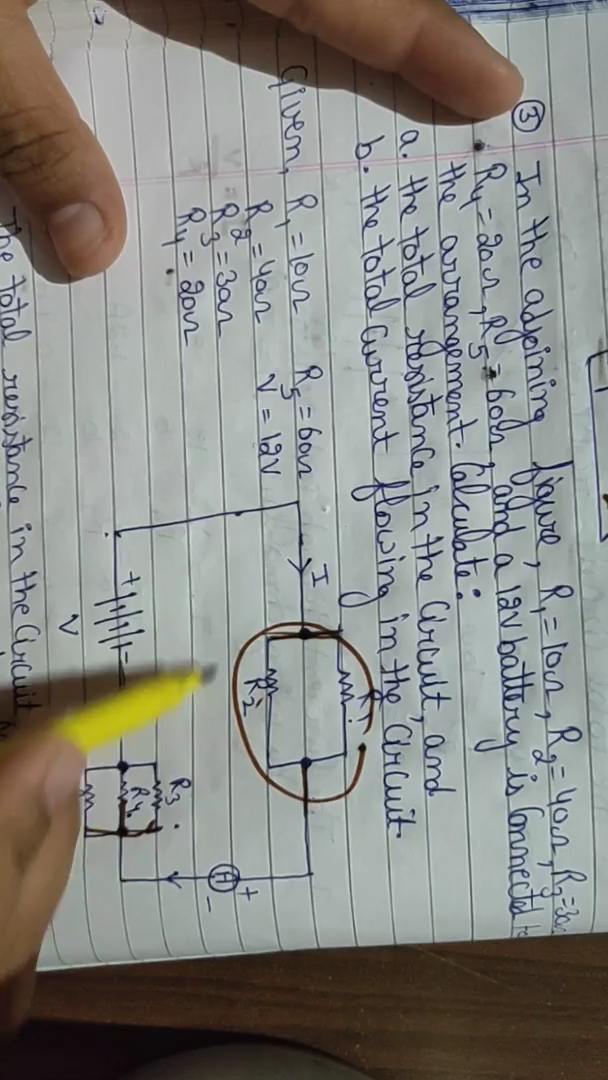 ③ In the adjoining figure, R1 = 10Ω, R2 = 40Ω, R3 = 30Ω
R4 = 20Ω, R5 = 60Ω, and a 12V battery is connected to
the arrangement. Calculate:
a. the total resistance in the circuit, and
b. the total current flowing in the circuit.
Given, R1 = 10Ω R5 = 60Ω
R2 = 40Ω V = 12V
R3 = 30Ω
R4 = 20Ω
I
R1
R2
+ -
+
A
-
R3
R4
V
The total resistance in the circuit